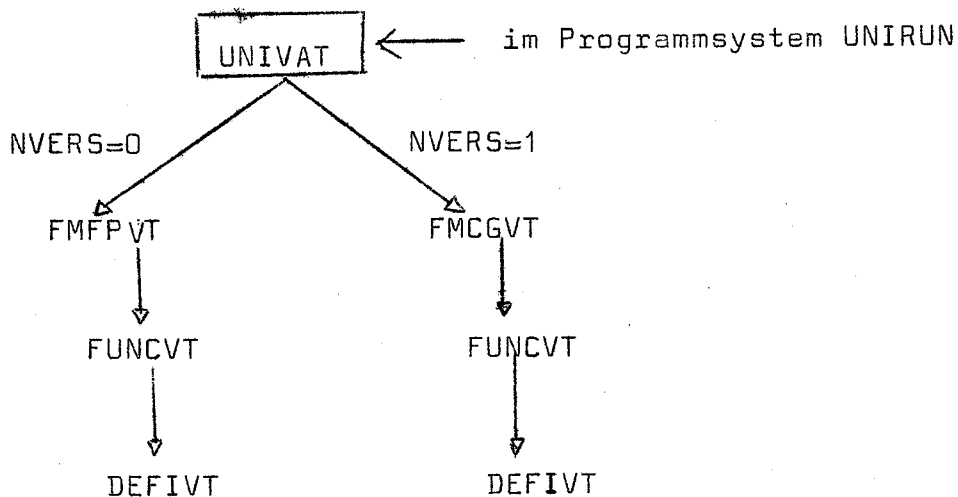 im Programmsystem UNIRUN
UNIVAT
NVERS=0 NVERS=1
FMFPVT FMCGVT
FUNCVT FUNCVT
DEFIVT DEFIVT